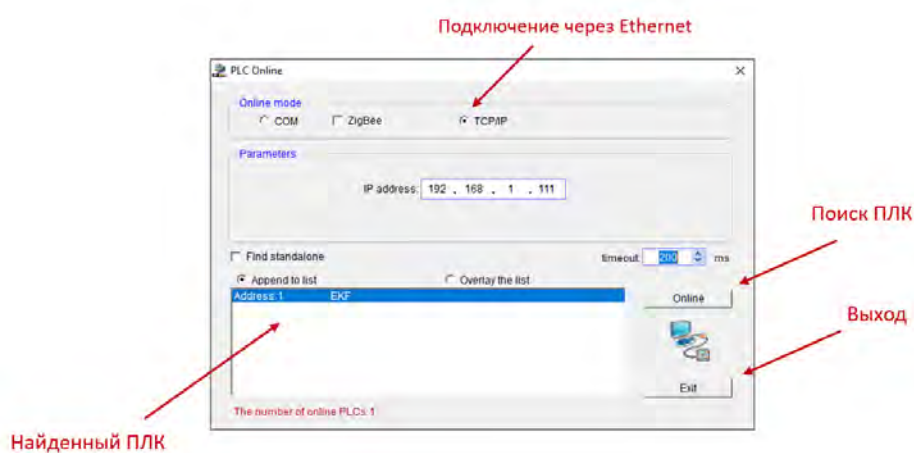 Подключение через Ethernet
PLC Online
Online mode
COM ZigBee TCP/IP
Parameters
IP address: 192 . 168 . 1 . 111
Поиск ПЛК
Find standalone timeout: 200 ms
Append to list Overlay the list
Address:1 EKF
Online
Выход
Exit
The number of online PLCs:1
Найденный ПЛК